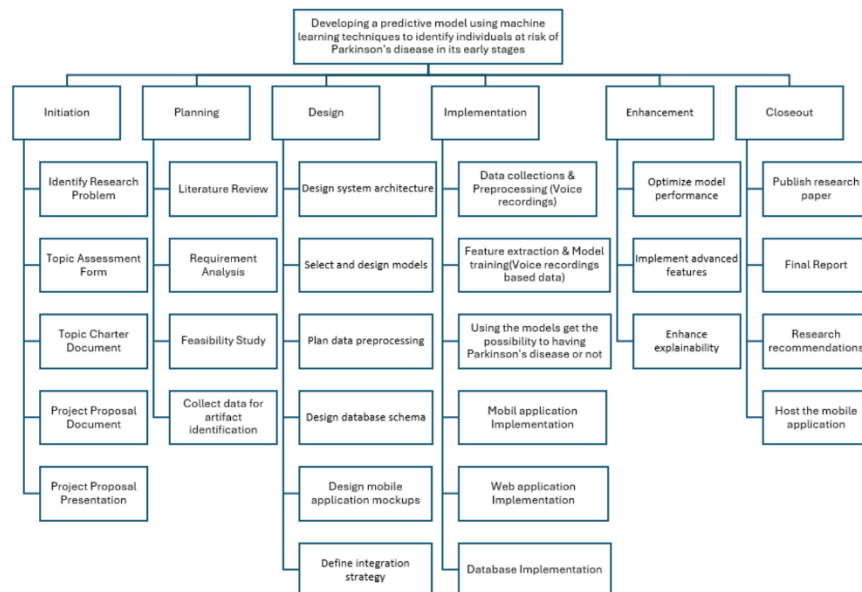 Developing a predictive model using machine
learning techniques to identify individuals at risk of
Parkinson's disease in its early stages
Initiation
Planning
Design
Implementation
Enhancement
Closeout
Identify Research
Problem
Topic Assessment
Form
Topic Charter
Document
Project Proposal
Document
Project Proposal
Presentation
Literature Review
Requirement
Analysis
Feasibility Study
Collect data for
artifact
identification
Design system architecture
Select and design models
Plan data preprocessing
Design database schema
Design mobile
application mockups
Define integration
strategy
Data collections &
Preprocessing (Voice
recordings)
Feature extraction & Model
training(Voice recordings
based data)
Using the models get the
possibility to having
Parkinson's disease or not
Mobil application
Implementation
Web application
Implementation
Database Implementation
Optimize model
performance
Implement advanced
features
Enhance
explainability
Publish research
paper
Final Report
Research
recommendations
Host the mobile
application